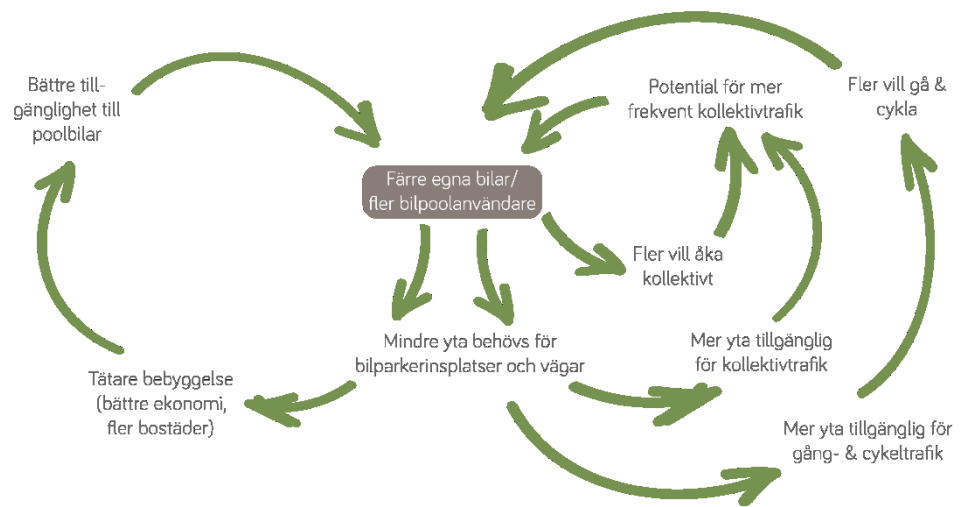 Bättre till-
gänglighet till
poolbilar
Potential för mer
frekvent kollektivtrafik
Fler vill gå &
cykla
Färre egna bilar/
fler bilpoolanvändare
Fler vill åka
kollektivt
Mindre yta behövs för
bilparkerinsplatser och vägar
Mer yta tillgänglig
för kollektivtrafik
Tätare bebyggelse
(bättre ekonomi,
fler bostäder)
Mer yta tillgänglig för
gång- & cykeltrafik